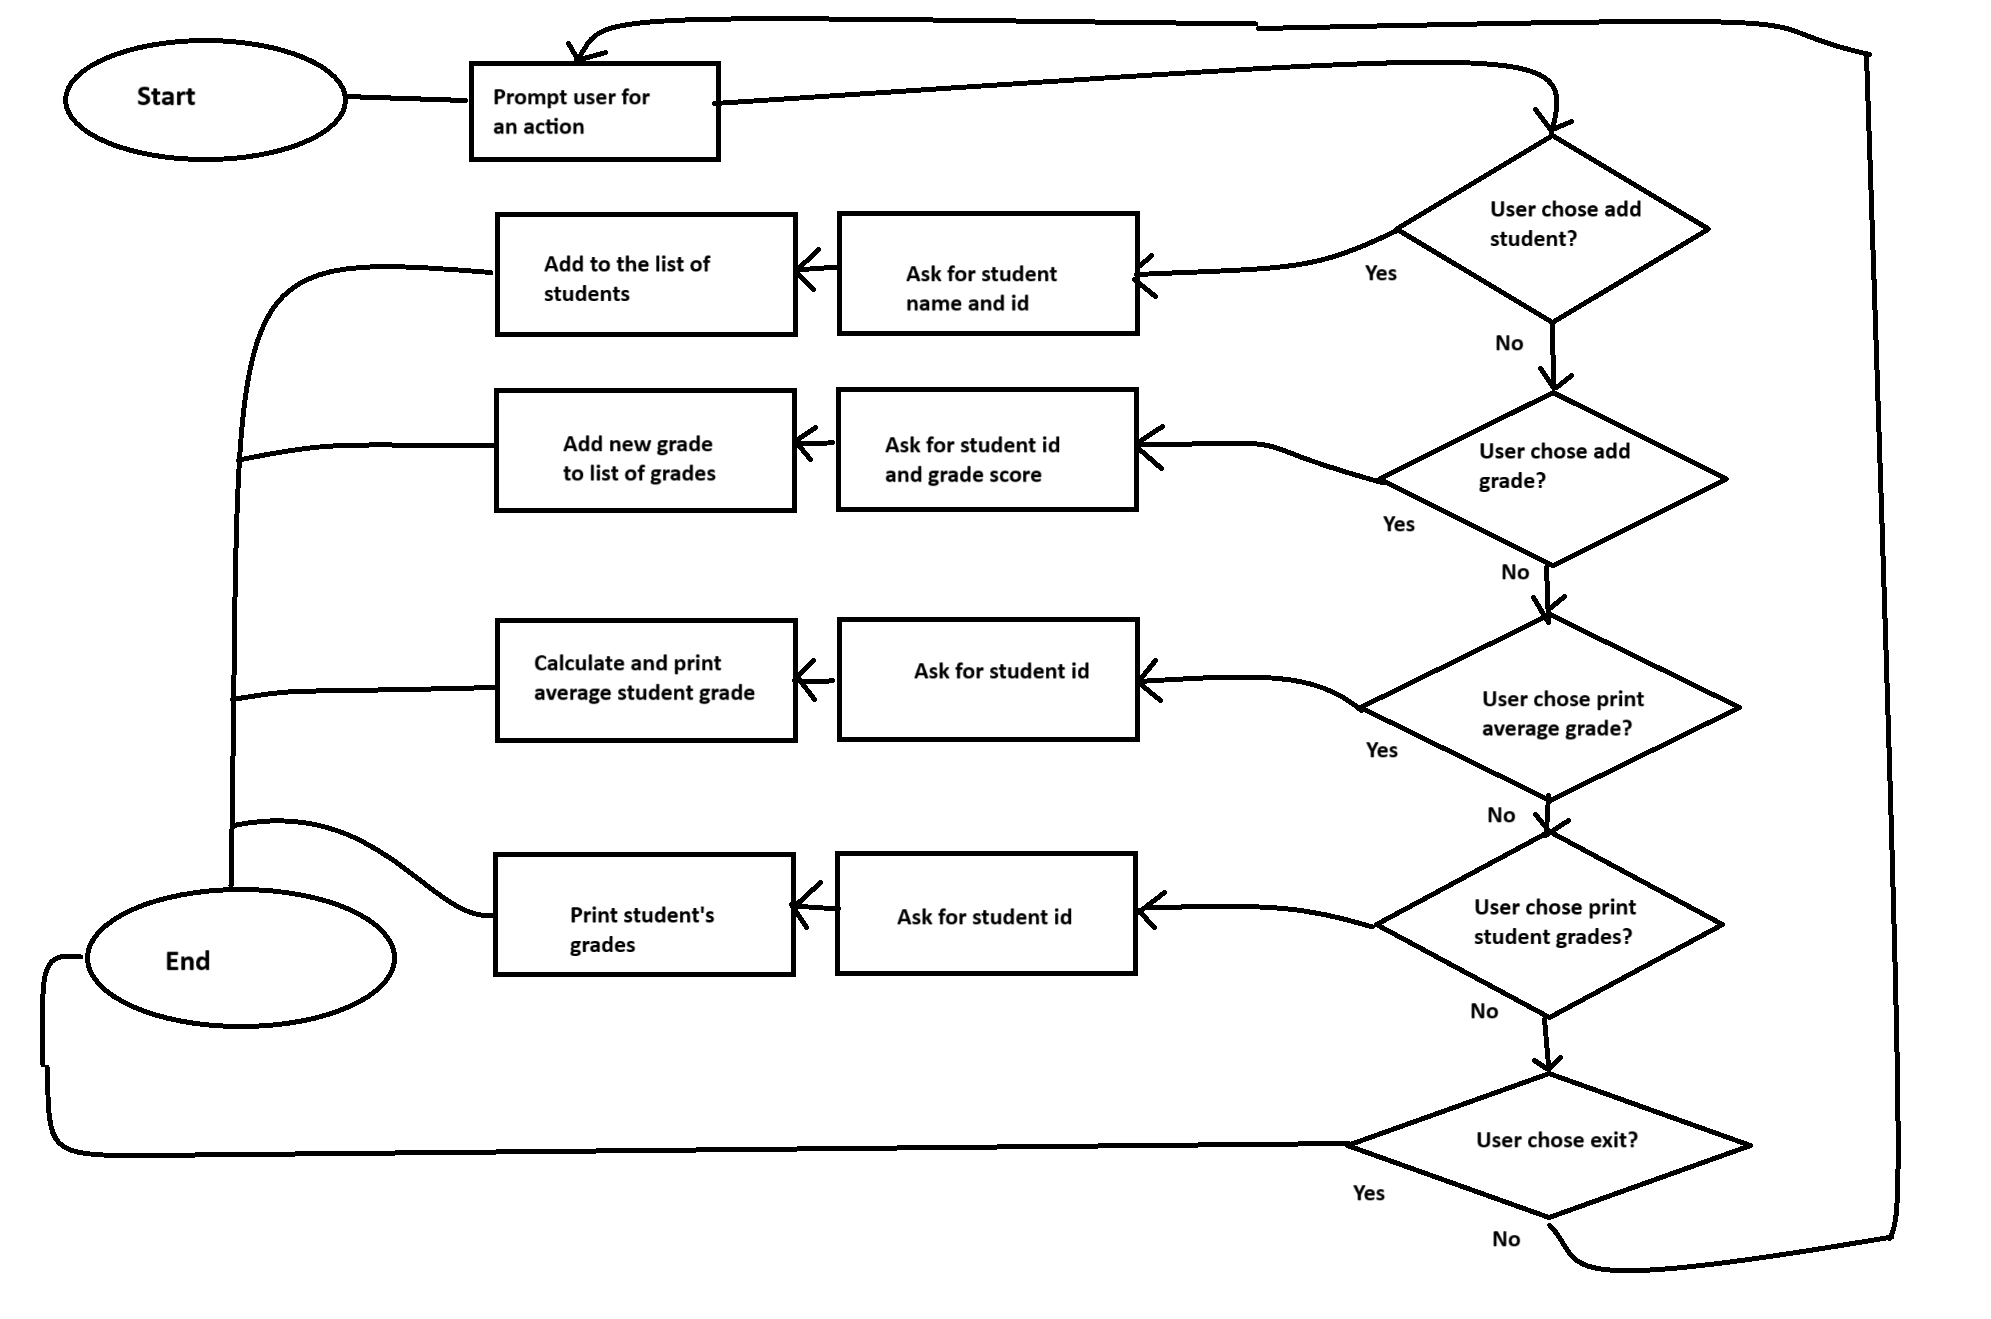 Start
Prompt user for
an action
User chose add
student?
Yes
No
Ask for student
name and id
Add to the list of
students
User chose add
grade?
Yes
No
Ask for student id
and grade score
Add new grade
to list of grades
User chose print
average grade?
Yes
No
Ask for student id
Calculate and print
average student grade
User chose print
student grades?
No
Ask for student id
Print student's
grades
End
User chose exit?
Yes
No